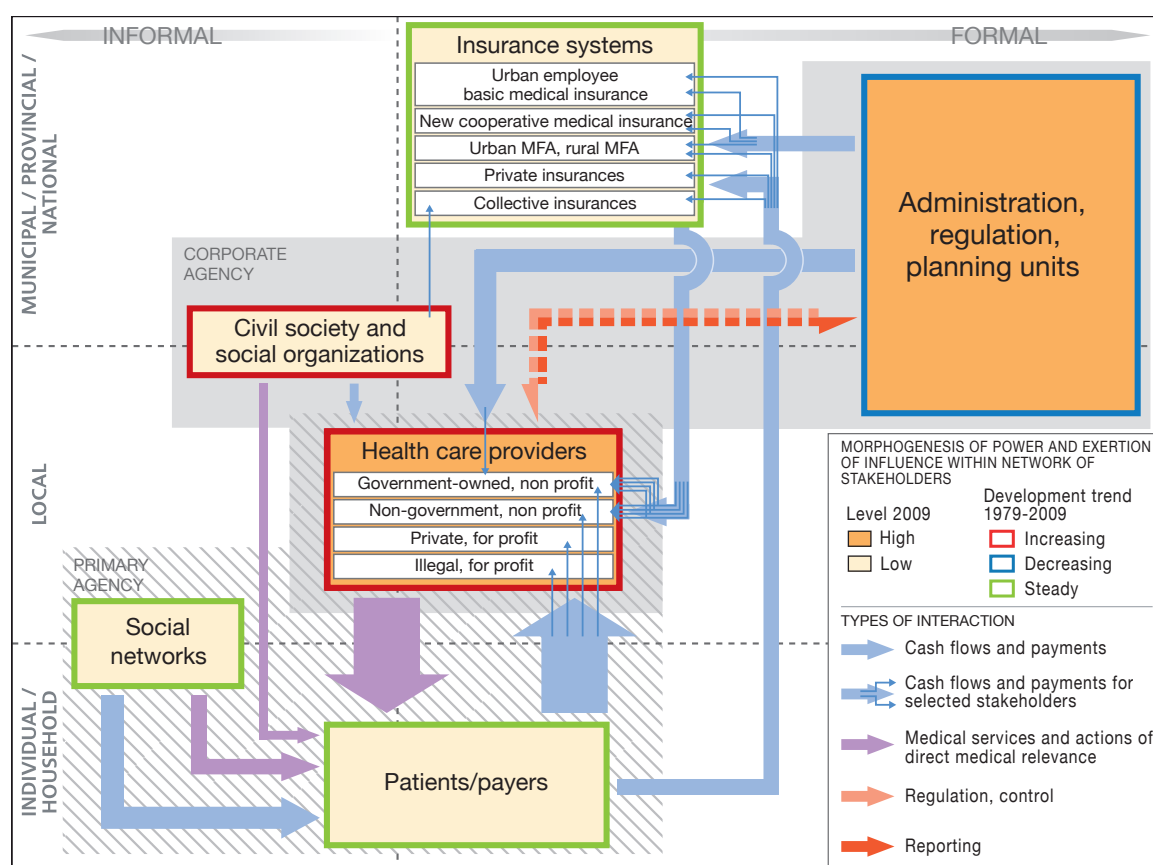 INFORMAL
FORMAL
MUNICIPAL / PROVINCIAL /
NATIONAL
LOCAL
INDIVIDUAL /
HOUSEHOLD
Insurance systems
Urban employee
basic medical insurance
New cooperative medical insurance
Urban MFA, rural MFA
Private insurances
Collective insurances
Administration,
regulation,
planning units
CORPORATE
AGENCY
Civil society and
social organizations
Health care providers
Government-owned, non profit
Non-government, non profit
Private, for profit
Illegal, for profit
PRIMARY
AGENCY
Social
networks
Patients/payers
MORPHOGENESIS OF POWER AND EXERTION
OF INFLUENCE WITHIN NETWORK OF
STAKEHOLDERS
Level 2009
High
Low
Development trend
1979-2009
Increasing
Decreasing
Steady
TYPES OF INTERACTION
Cash flows and payments
Cash flows and payments for
selected stakeholders
Medical services and actions of
direct medical relevance
Regulation, control
Reporting